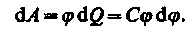 dA = φ dQ = Cφ dφ.